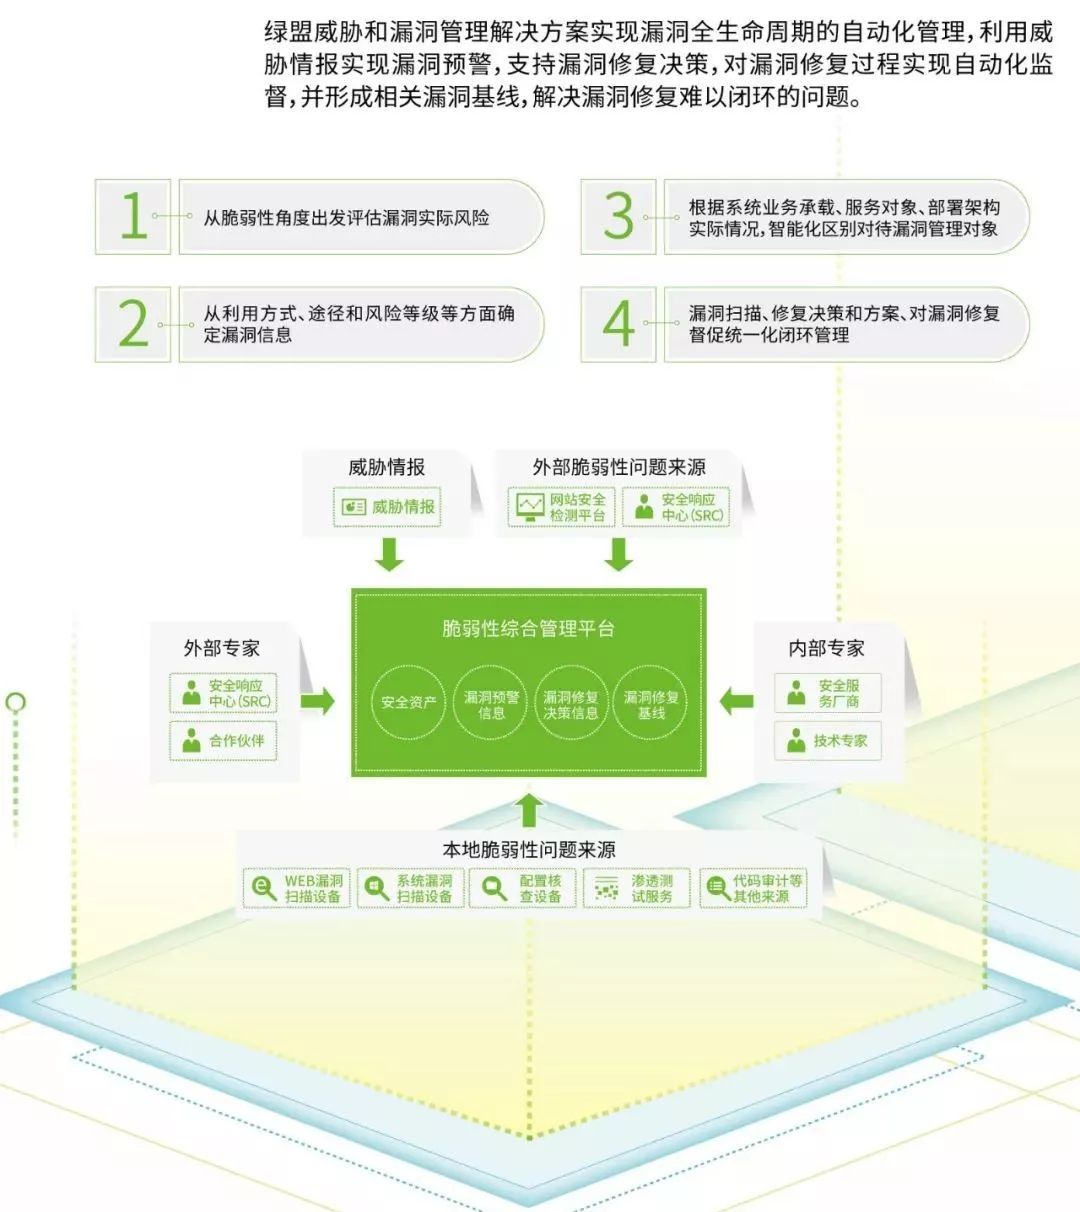 绿盟威胁和漏洞管理解决方案实现漏洞全生命周期的自动化管理，利用威
胁情报实现漏洞预警，支持漏洞修复决策，对漏洞修复过程实现自动化监
督，并形成相关漏洞基线，解决漏洞修复难以闭环的问题。
1
从脆弱性角度出发评估漏洞实际风险
2
从利用方式、途径和风险等级等方面确
定漏洞信息
3
根据系统业务承载、服务对象、部署架构
实际情况，智能化区别对待漏洞管理对象
4
漏洞扫描、修复决策和方案、对漏洞修复
督促统一化闭环管理
威胁情报
威胁情报
外部脆弱性问题来源
网站安全
检测平台
安全响应
中心（SRC）
外部专家
安全响应
中心（SRC）
合作伙伴
脆弱性综合管理平台
安全资产
漏洞预警
信息
漏洞修复
决策信息
漏洞修复
基线
内部专家
安全服
务厂商
技术专家
本地脆弱性问题来源
WEB漏洞
扫描设备
系统漏洞
扫描设备
配置核
查设备
渗透测
试服务
代码审计等
其他来源